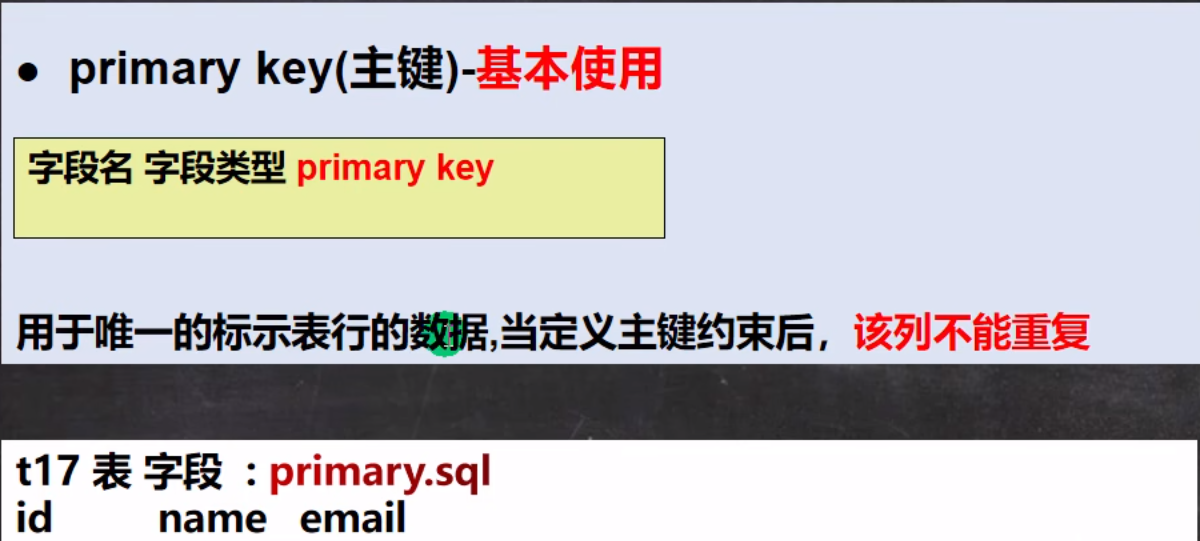 ● primary key(主键)-基本使用
字段名 字段类型 primary key
用于唯一的标示表行的数据,当定义主键约束后，该列不能重复
t17 表 字段 : primary.sql
id name email